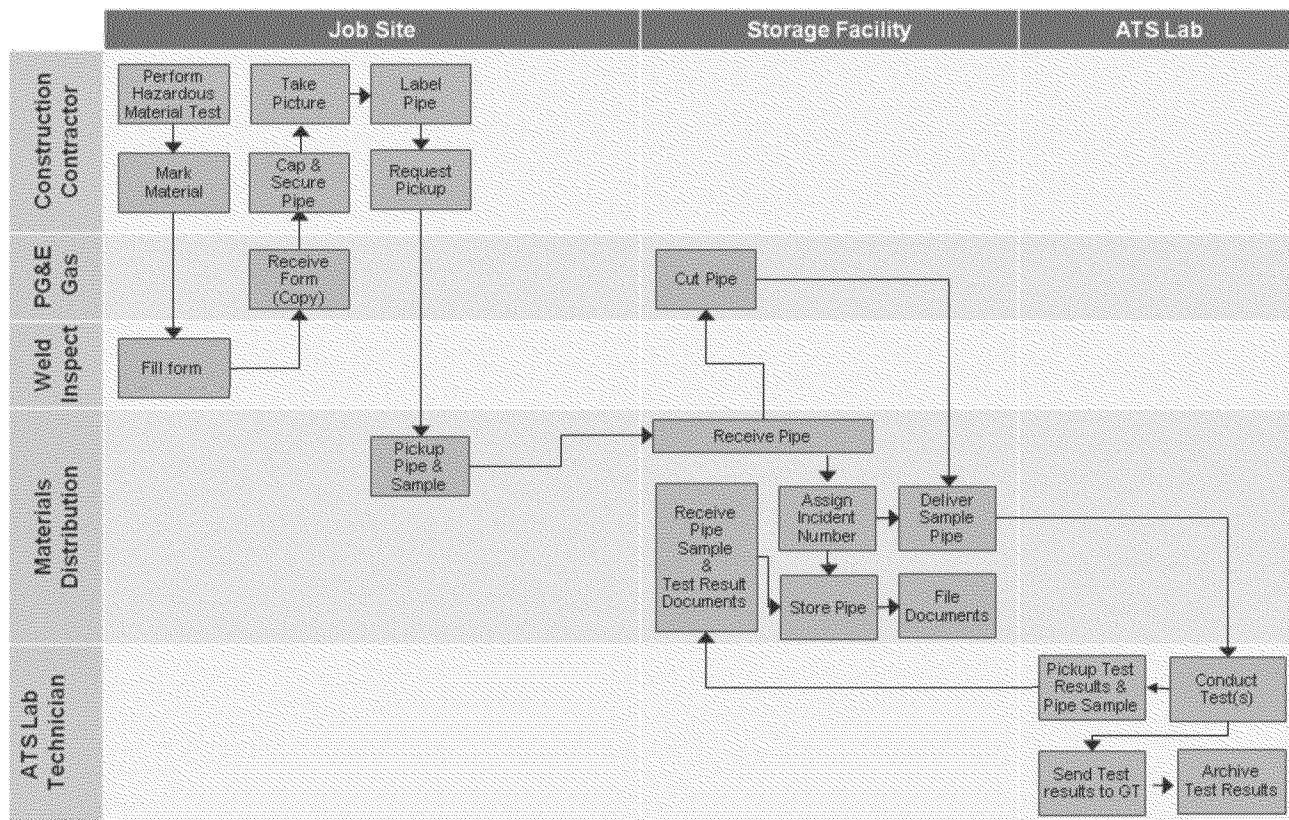 Job Site
Storage Facility
ATS Lab
Construction
Contractor
Perform
Hazardous
Material Test
Take
Picture
Label
Pipe
Mark
Material
Cap &
Secure
Pipe
Request
Pickup
PG&E
Gas
Receive
Form
(Copy)
Cut Pipe
Weld
Inspect
Fill form
Materials
Distribution
Pickup
Pipe &
Sample
Receive Pipe
Receive
Pipe
Sample
&
Test Result
Documents
Assign
Incident
Number
Deliver
Sample
Pipe
Store Pipe
File
Documents
ATS Lab
Technician
Pickup Test
Results &
Pipe Sample
Conduct
Test(s)
Send Test
results to GT
Archive
Test Results